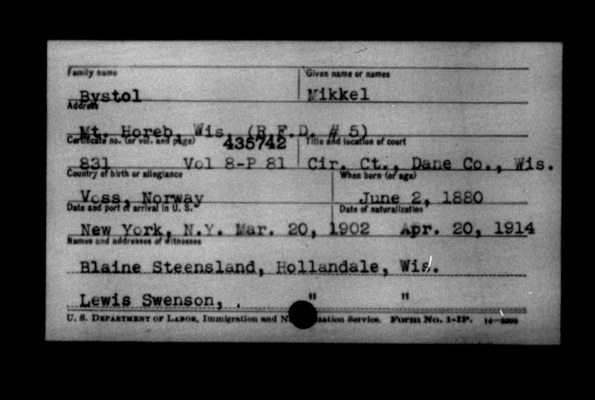 Family name Given name or names
Bystol Mikkel
Address
Mt. Horeb, Wis. (R.F.D. # 5)
Certificate no. (or vol. and page) 435742 Title and location of court
831 Vol 8-P 81 Cir. Ct., Dane Co., Wis.
Country of birth or allegiance When born (or age)
Voss, Norway June 2, 1880
Date and port of arrival in U. S. Date of naturalization
New York, N.Y. Mar. 20, 1902 Apr. 20, 1914
Names and addresses of witnesses
Blaine Steensland, Hollandale, Wis.
Lewis Swenson, . " "
U. S. Department of Labor, Immigration and Service. Form No. 1-IP.